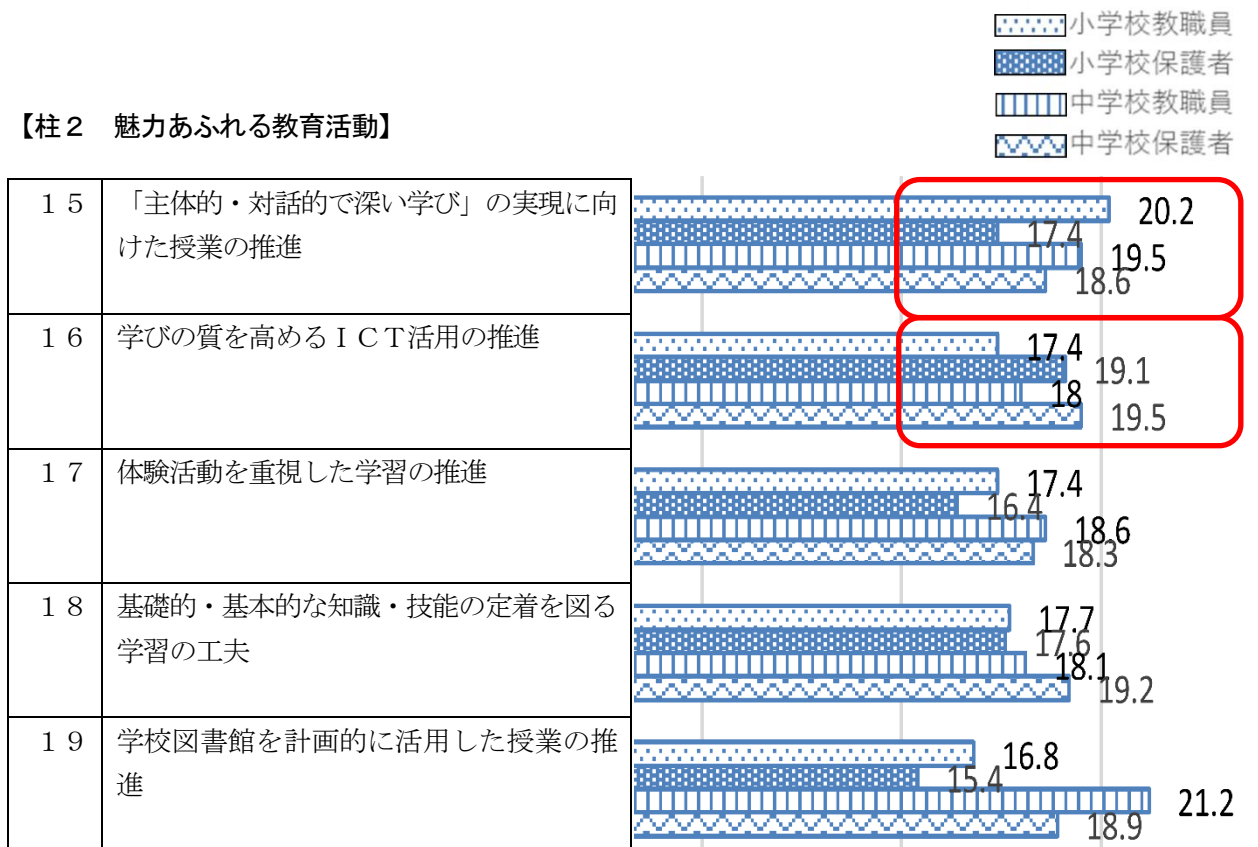 小学校教職員
小学校保護者
中学校教職員
中学校保護者
【柱２　魅力あふれる教育活動】
１５
「主体的・対話的で深い学び」の実現に向
けた授業の推進
20.2
17.4
19.5
18.6
１６
学びの質を高めるＩＣＴ活用の推進
17.4
19.1
18
19.5
１７
体験活動を重視した学習の推進
17.4
16.4
18.6
18.3
１８
基礎的・基本的な知識・技能の定着を図る
学習の工夫
17.7
17.6
18.1
19.2
１９
学校図書館を計画的に活用した授業の推
進
16.8
15.4
21.2
18.9